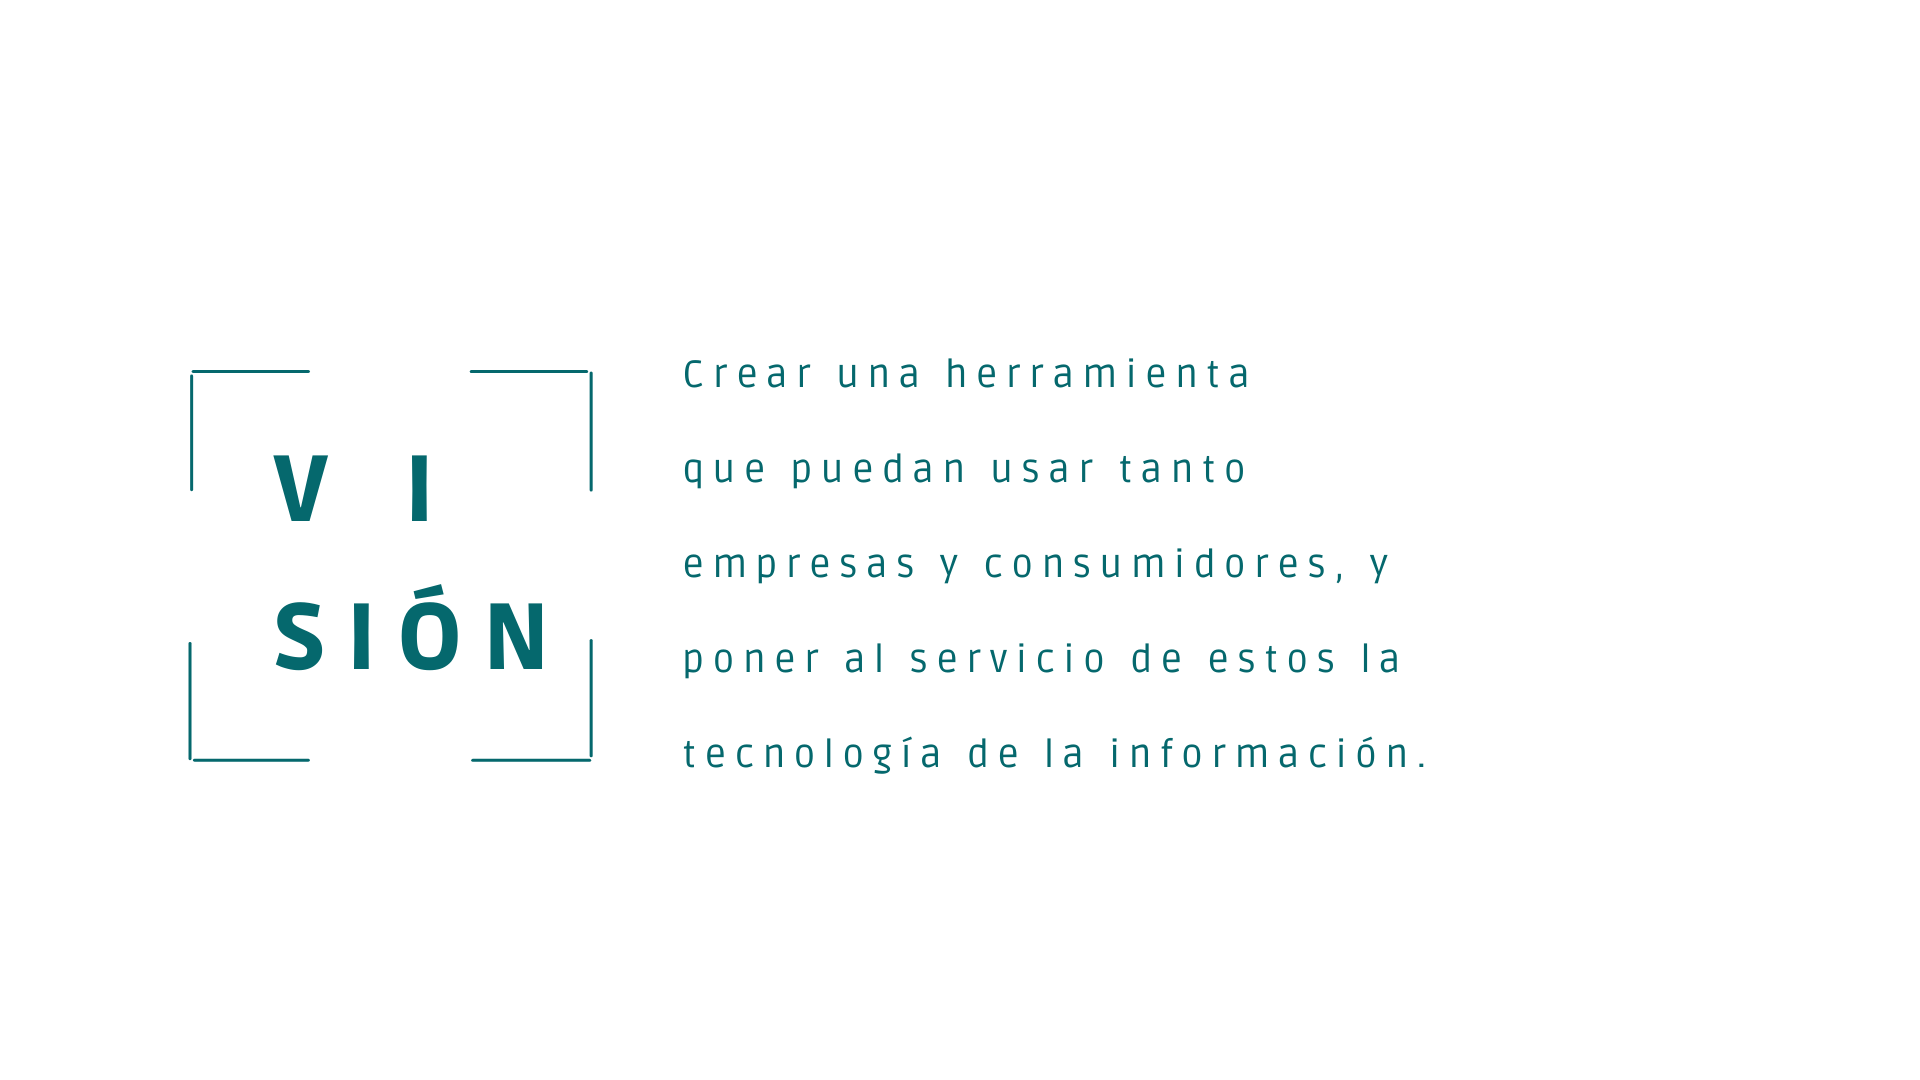 V I
SIÓN
Crear una herramienta
que puedan usar tanto
empresas y consumidores, y
poner al servicio de estos la
tecnología de la información.